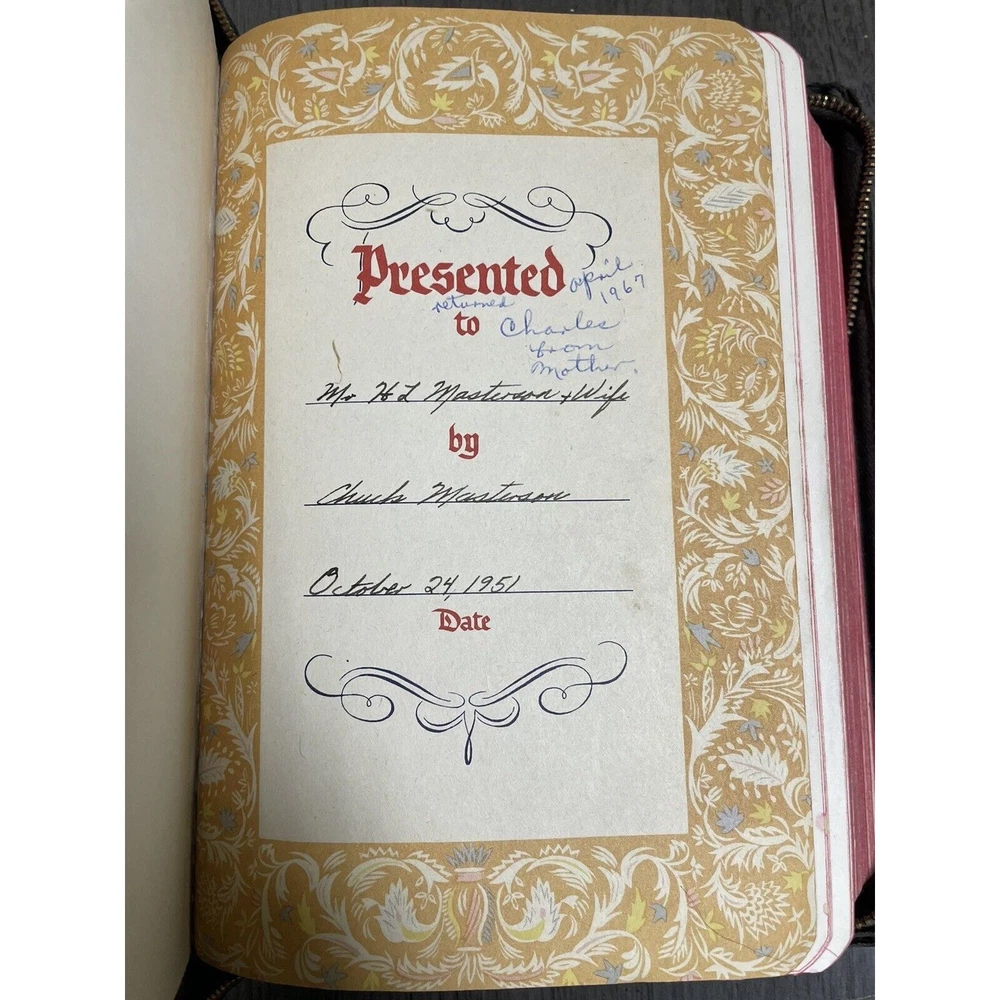 Presented
april
1967
returned
to
Charles
from
Mother.
Mr H L Masterson + Wife
by
Chuck Masterson
October 24, 1951
Date